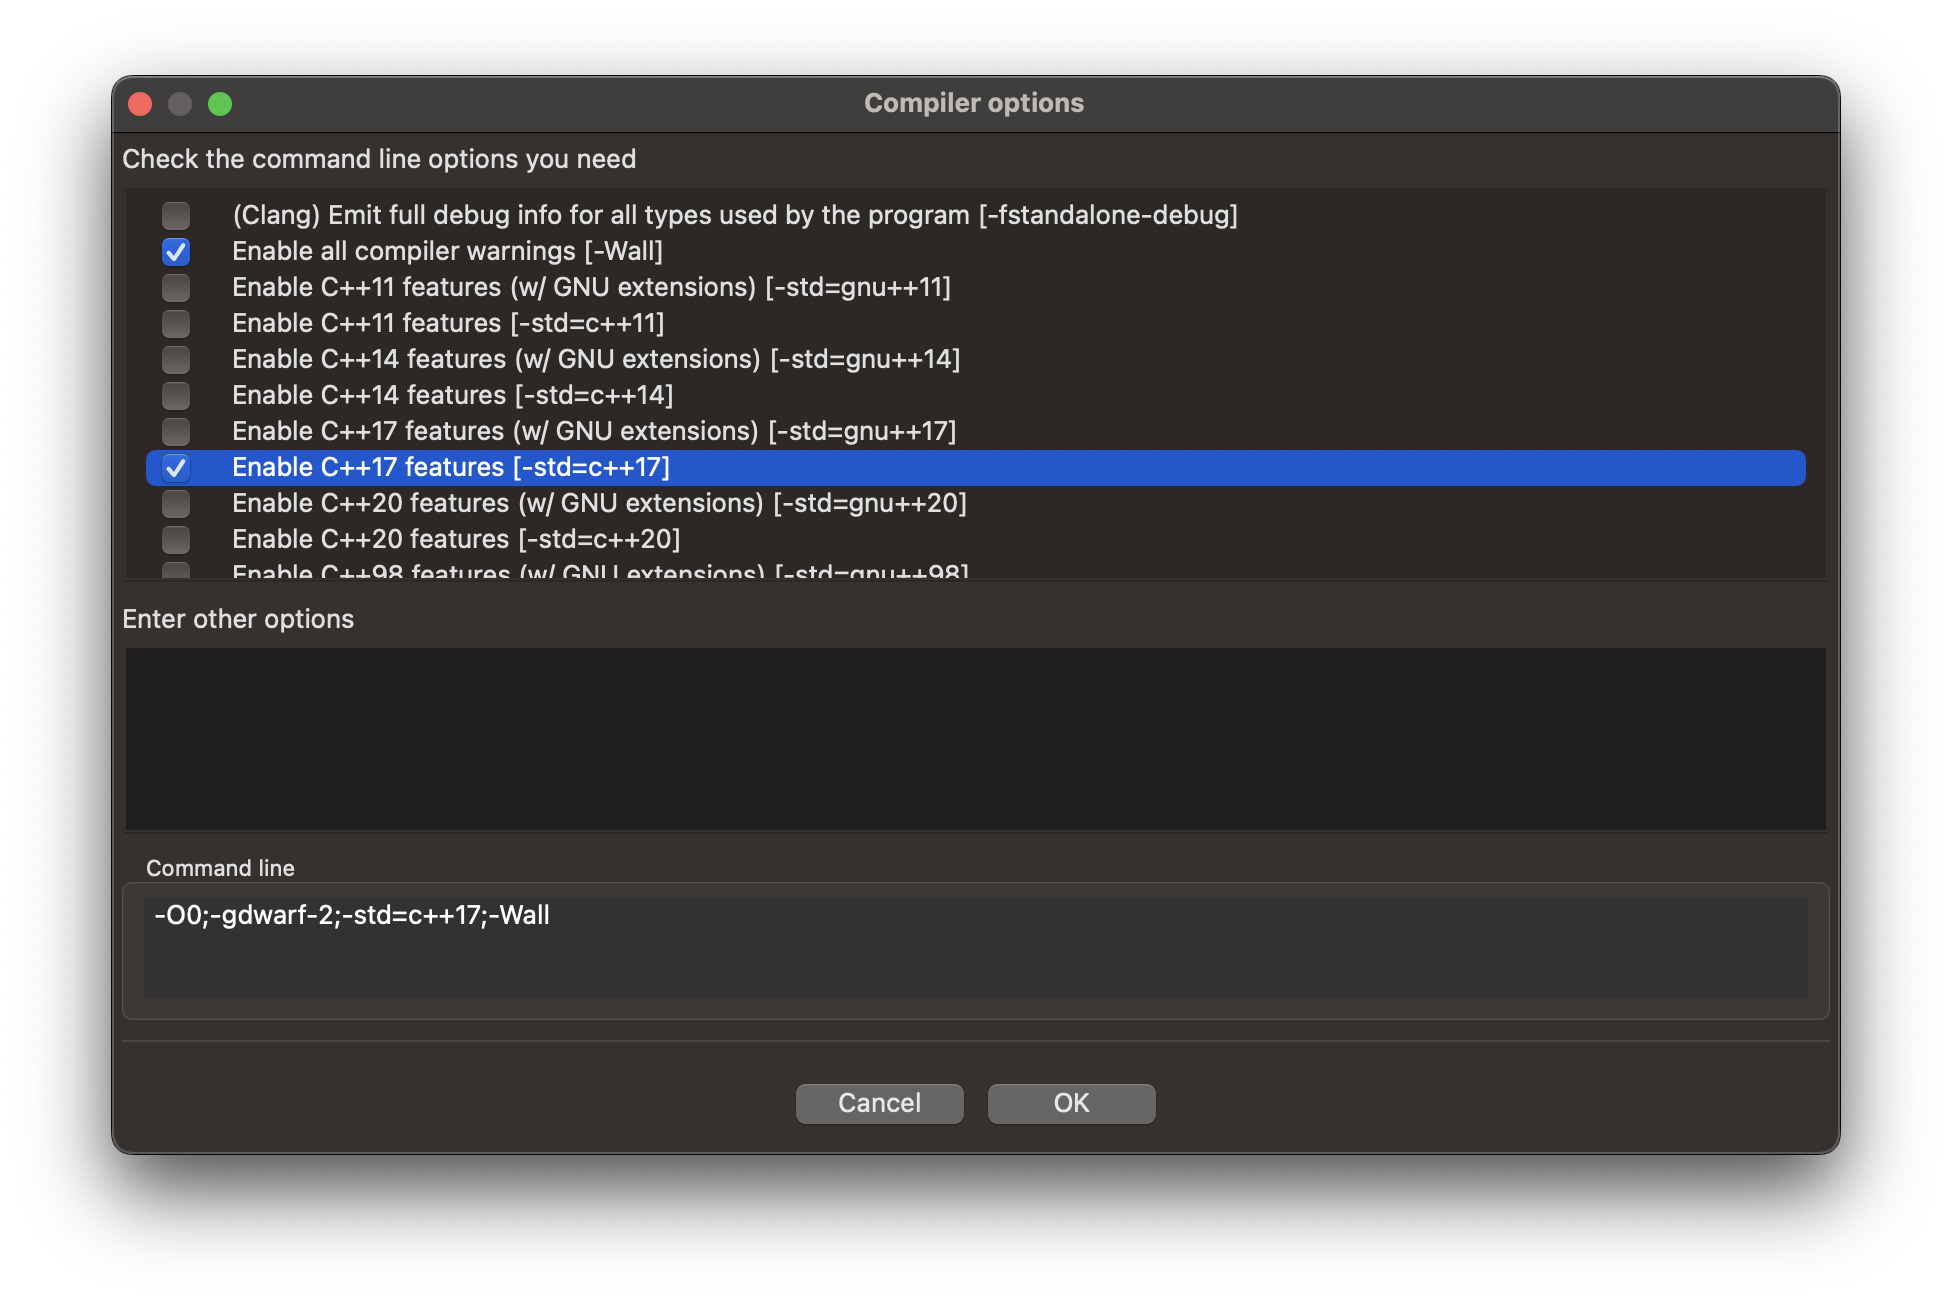 Compiler options
Check the command line options you need
(Clang) Emit full debug info for all types used by the program [-fstandalone-debug]
Enable all compiler warnings [-Wall]
Enable C++11 features (w/ GNU extensions) [-std=gnu++11]
Enable C++11 features [-std=c++11]
Enable C++14 features (w/ GNU extensions) [-std=gnu++14]
Enable C++14 features [-std=c++14]
Enable C++17 features (w/ GNU extensions) [-std=gnu++17]
Enable C++17 features [-std=c++17]
Enable C++20 features (w/ GNU extensions) [-std=gnu++20]
Enable C++20 features [-std=c++20]
Enable C++98 features (w/ GNU extensions) [-std=gnu++98]
Enter other options
Command line
-O0;-gdwarf-2;-std=c++17;-Wall
Cancel OK